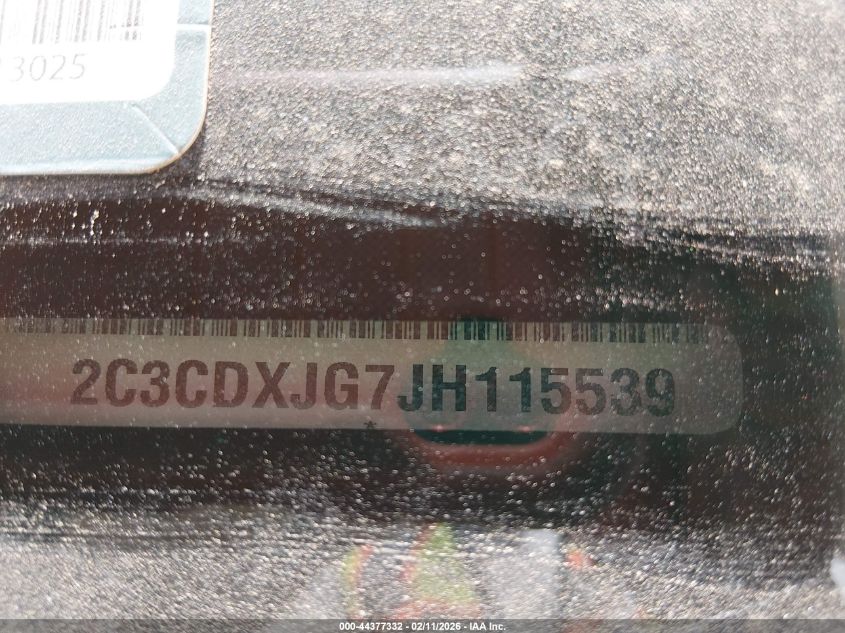 3025
2C3CDXJG7JH115539
*
000-44377332 - 02/11/2026 - IAA Inc.